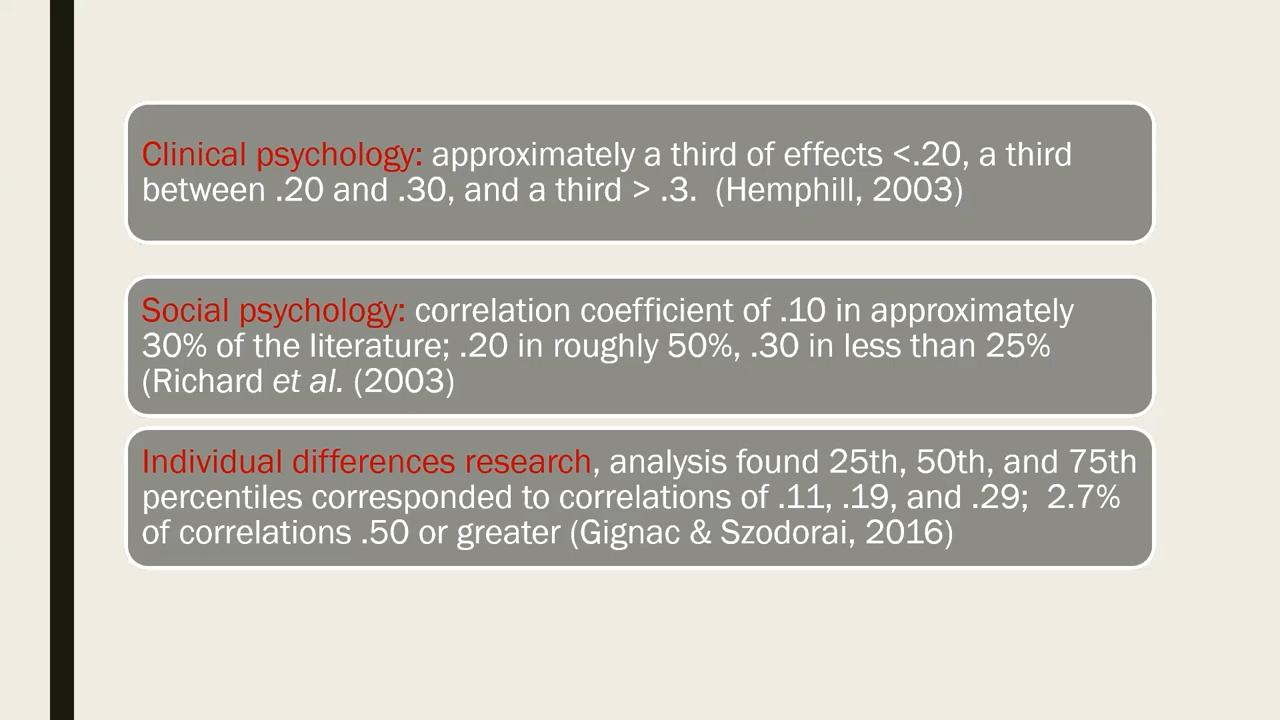 Clinical psychology: approximately a third of effects <.20, a third
between .20 and .30, and a third > .3.  (Hemphill, 2003)
Social psychology: correlation coefficient of .10 in approximately
30% of the literature; .20 in roughly 50%, .30 in less than 25%
(Richard et al. (2003)
Individual differences research, analysis found 25th, 50th, and 75th
percentiles corresponded to correlations of .11, .19, and .29;  2.7%
of correlations .50 or greater (Gignac & Szodorai, 2016)